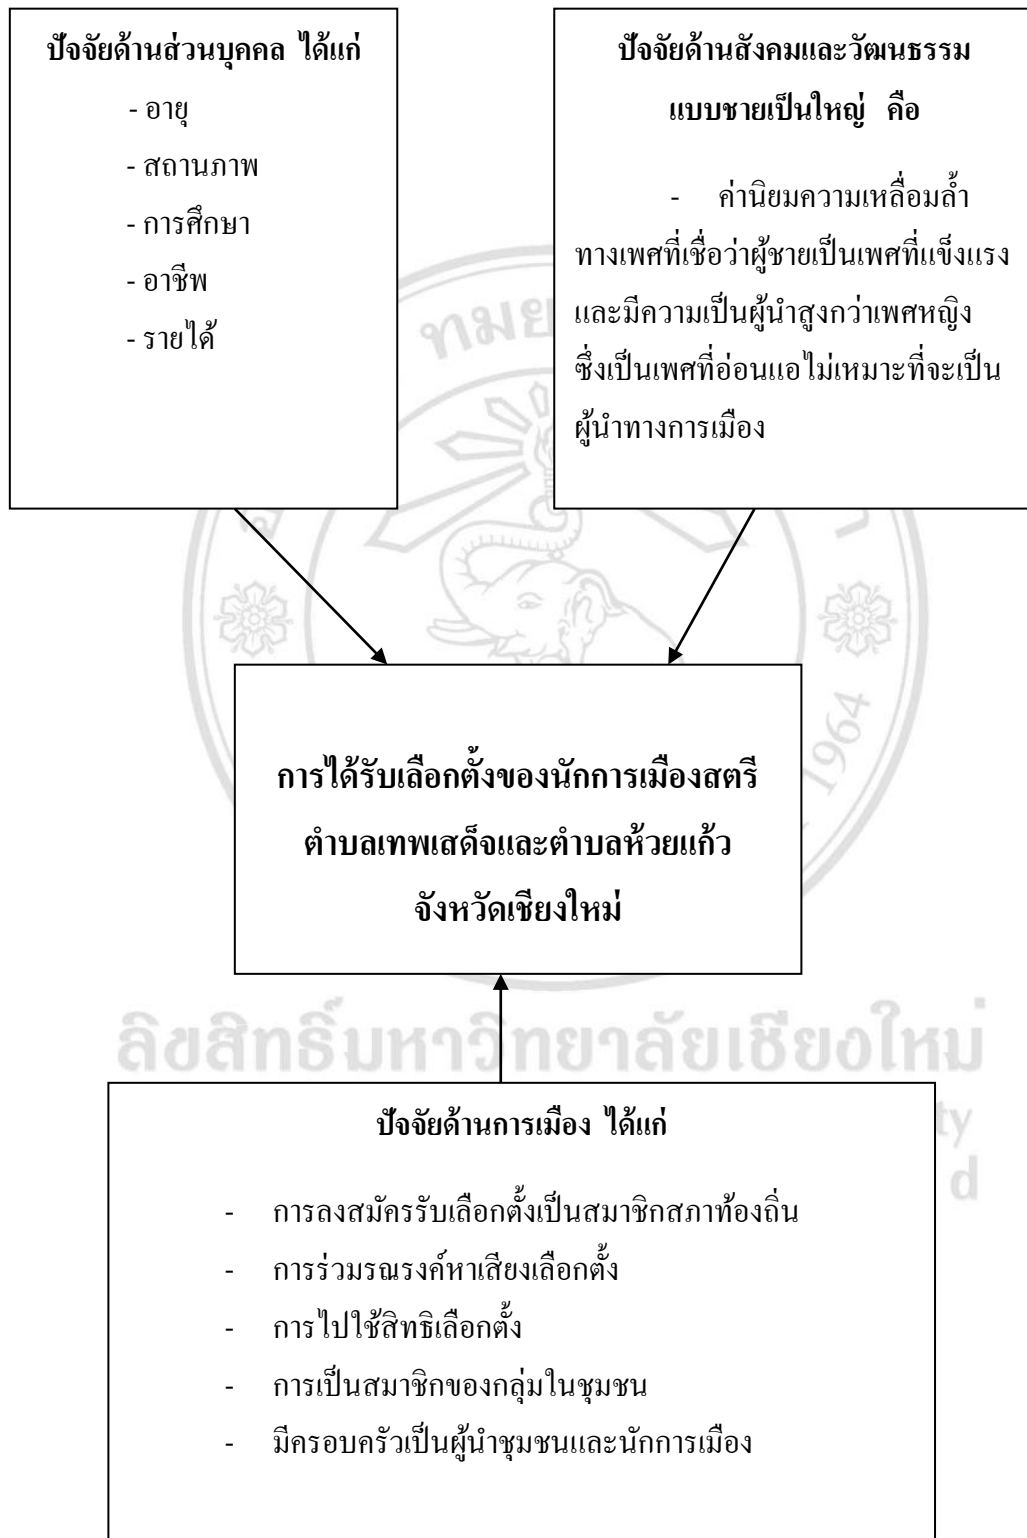 ปัจจัยด้านส่วนบุคคล ได้แก่
- อายุ
- สถานภาพ
- การศึกษา
- อาชีพ
- รายได้
ปัจจัยด้านสังคมและวัฒนธรรม
แบบชายเป็นใหญ่ คือ
- ค่านิยมความเหลื่อมล้ำ
ทางเพศที่เชื่อว่าผู้ชายเป็นเพศที่แข็งแรง
และมีความเป็นผู้นำสูงกว่าเพศหญิง
ซึ่งเป็นเพศที่อ่อนแอไม่เหมาะที่จะเป็น
ผู้นำทางการเมือง
การได้รับเลือกตั้งของนักการเมืองสตรี
ตำบลเทพเสด็จและตำบลห้วยแก้ว
จังหวัดเชียงใหม่
1964
ลิขสิทธิ์มหาวิทยาลัยเชียงใหม่
ปัจจัยด้านการเมือง ได้แก่
- การลงสมัครรับเลือกตั้งเป็นสมาชิกสภาท้องถิ่น
- การร่วมรณรงค์หาเสียงเลือกตั้ง
- การไปใช้สิทธิเลือกตั้ง
- การเป็นสมาชิกของกลุ่มในชุมชน
- มีครอบครัวเป็นผู้นำชุมชนและนักการเมือง